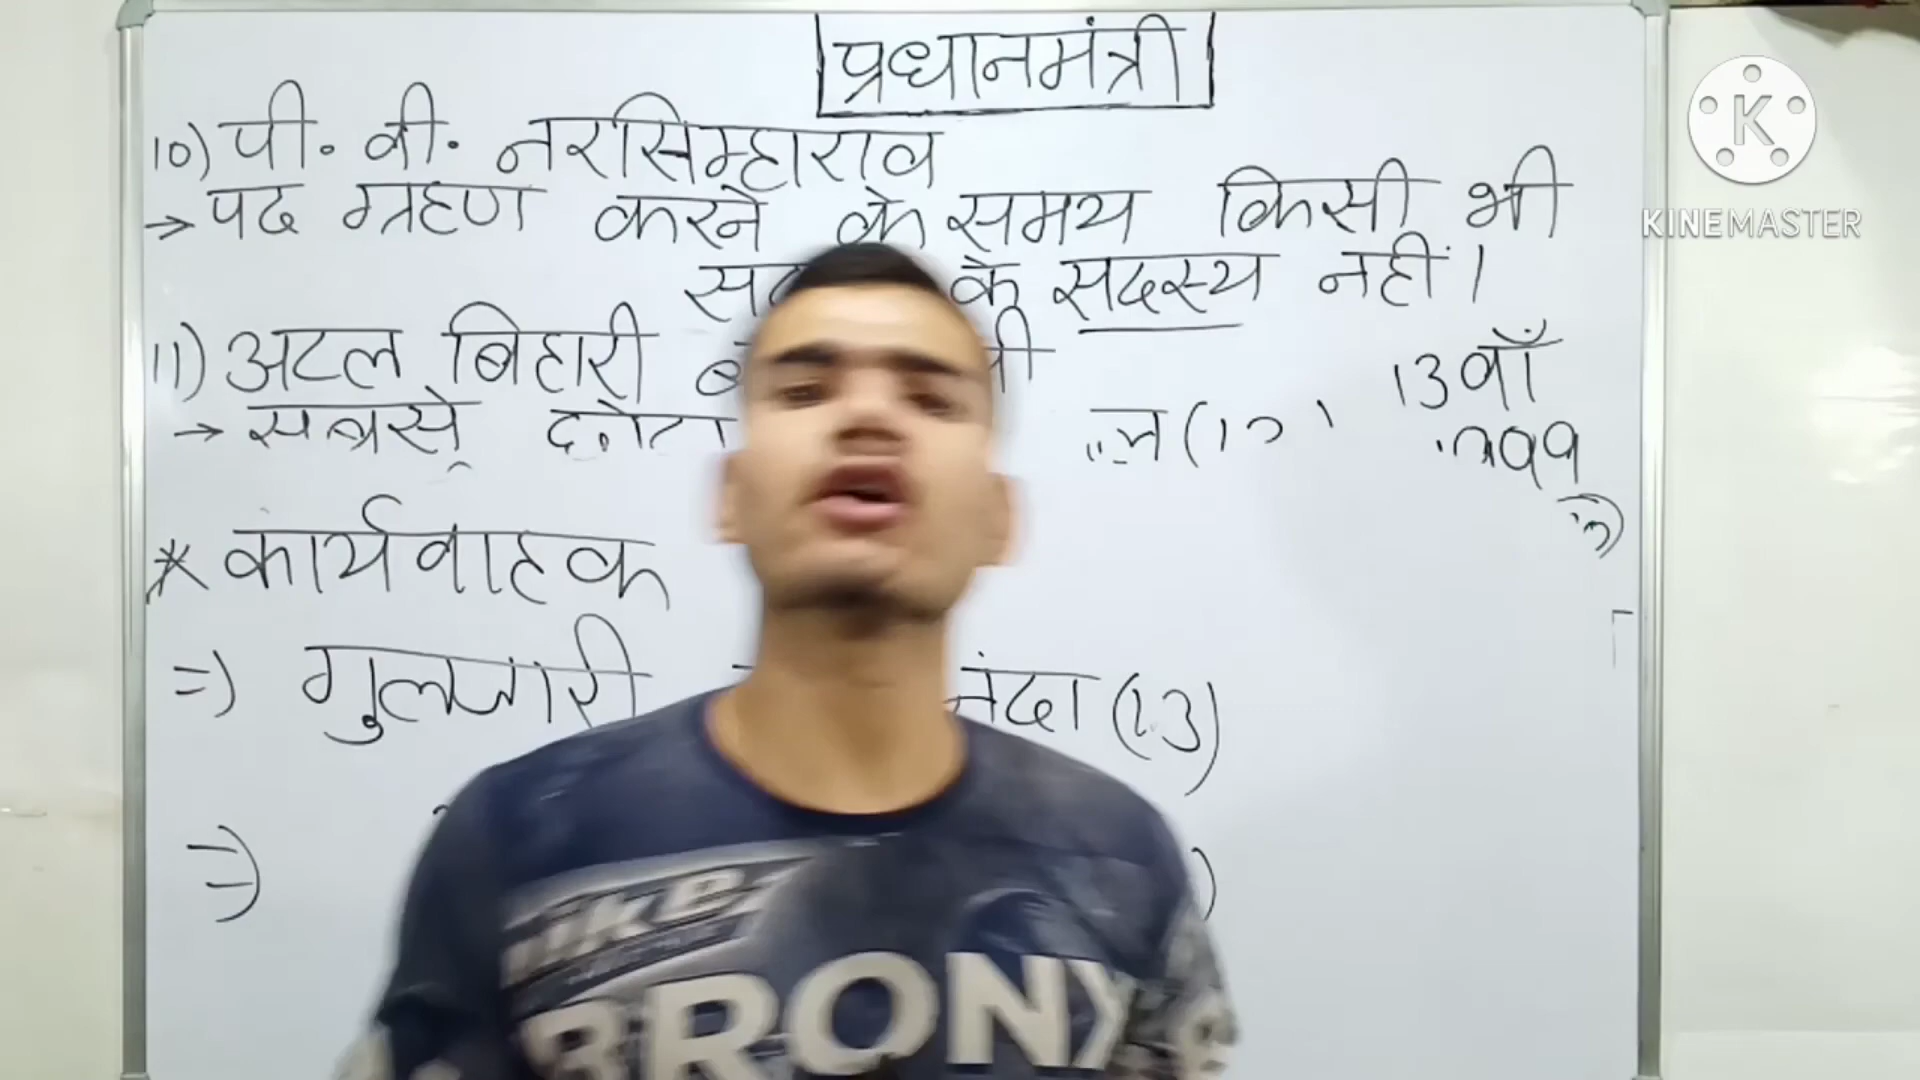 प्रधानमंत्री
10) पी. वी. नरसिम्हाराव
→ पद ग्रहण करने के समय किसी भी
के सदस्य नहीं।
11) अटल बिहारी
13वाँ
→ सबसे छोटा
* कार्यवाहक
=) गुलजारी नंदा (13)
=)
K
KINEMASTER
BRONX